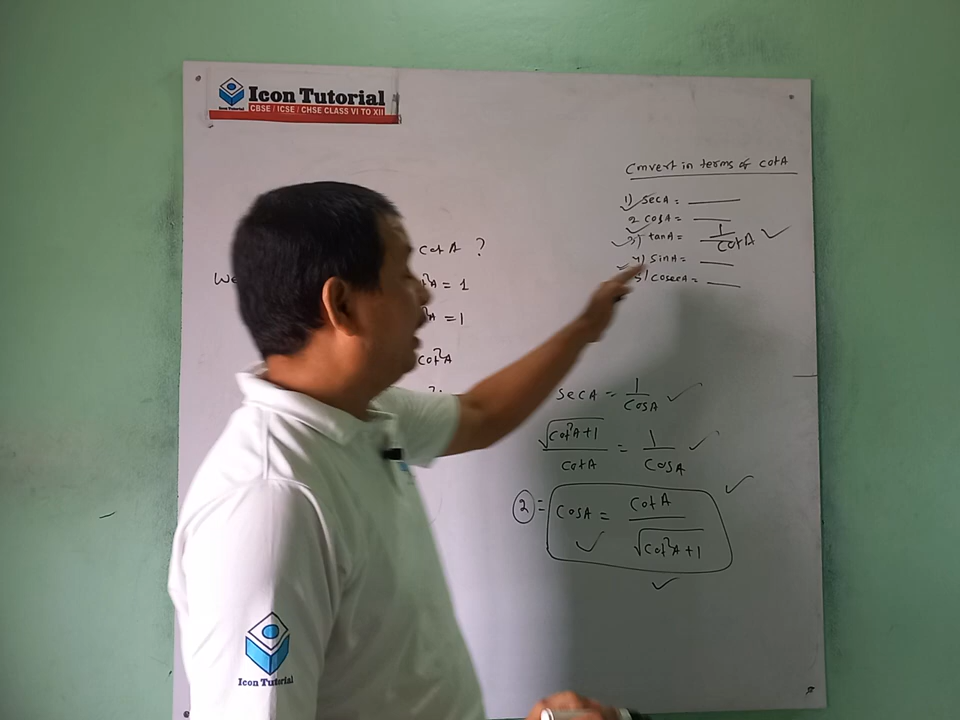 Icon Tutorial
CBSE / ICSE / CHSE CLASS VI TO XII
Convert in terms of cotA
1) secA =
2 cosA =
3) tanA = 1/cotA ✓
4) sinA =
5) cosecA =
cotA ?
We
²A = 1
²A = 1
cot²A
secA = 1/cosA ✓
√(cot²A+1)/cotA = 1/cosA ✓
② = cosA = cotA/√(cot²A+1) ✓
Icon Tutorial